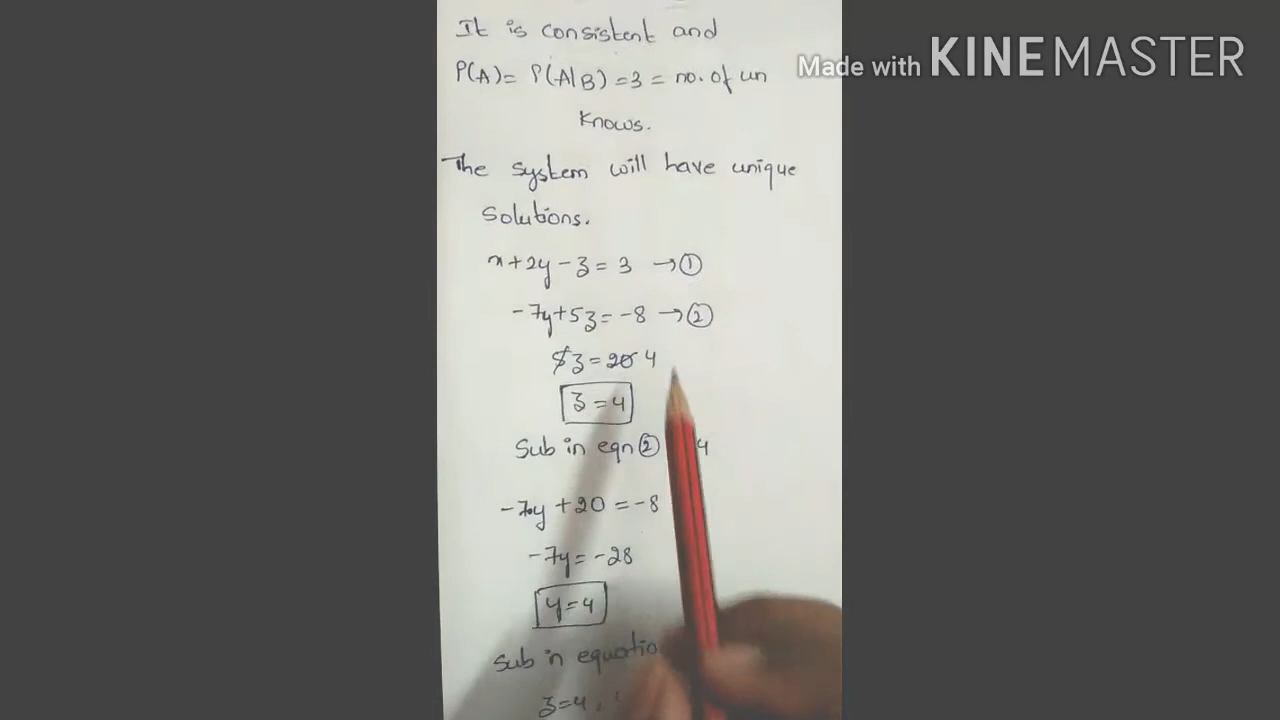 It is consistent and
Made with KINEMASTER
P(A) = P(A|B) = 3 = no. of un
knows.
The system will have unique
solutions.
x + 2y - z = 3 → ①
-7y + 5z = -8 → ②
5z = 20 4
z = 4
Sub in eqn ② 4
-7y + 20 = -8
-7y = -28
y = 4
Sub in
z = 4,